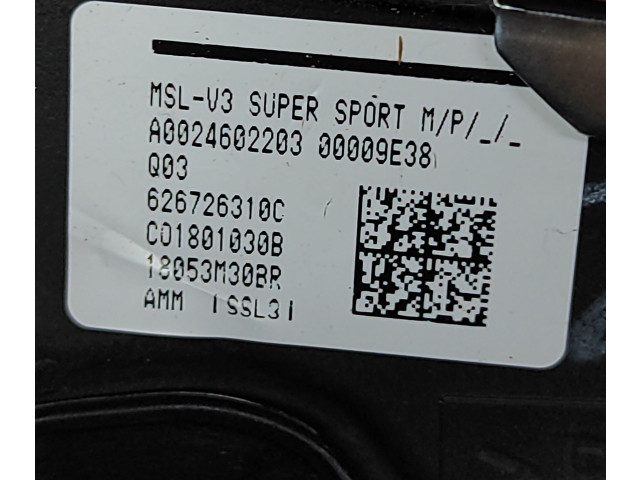 MSL-V3 SUPER SPORT M/P/_/_
A0024602203 00009E38
Q03
626726310C
C01801030B
18053M30BR
AMM |SSL3|